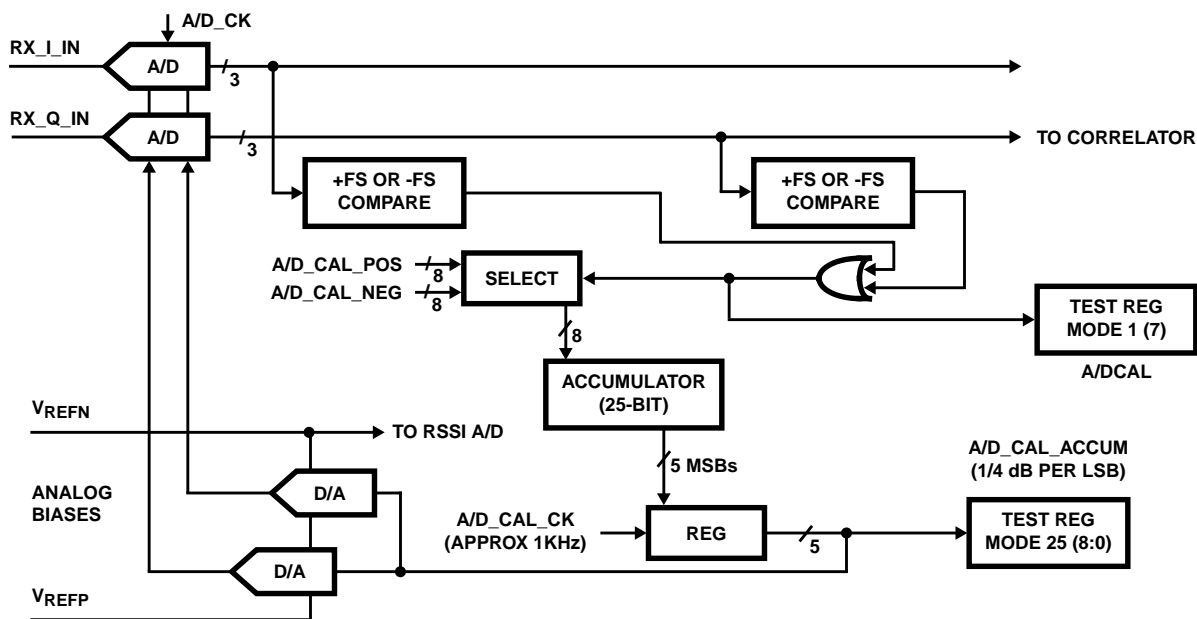 A/D_CK
RX_I_IN
A/D
3
RX_Q_IN
A/D
3
TO CORRELATOR
+FS OR -FS
COMPARE
+FS OR -FS
COMPARE
A/D_CAL_POS
8
A/D_CAL_NEG
8
SELECT
8
TEST REG
MODE 1 (7)
A/DCAL
ACCUMULATOR
(25-BIT)
VREFN
TO RSSI A/D
5 MSBs
A/D_CAL_ACCUM
(1/4 dB PER LSB)
ANALOG
BIASES
D/A
A/D_CAL_CK
(APPROX 1KHz)
REG
5
TEST REG
MODE 25 (8:0)
D/A
VREFP